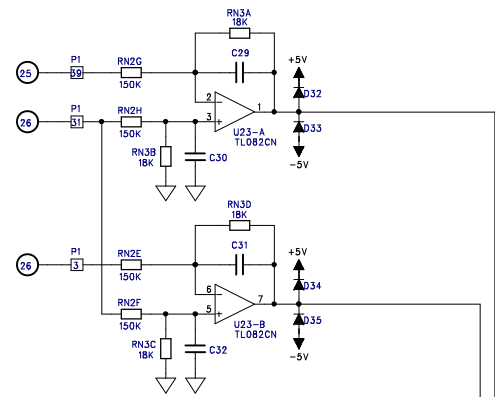 RN3A
18K
P1
RN2G
C29
+5V
25
39
150K
D32
P1
RN2H
2
1
26
31
3
150K
U23-A
D33
TL082CN
RN3B
18K
C30
-5V
RN3D
18K
P1
RN2E
C31
+5V
26
3
150K
D34
RN2F
6
7
5
150K
U23-B
D35
TL082CN
RN3C
18K
C32
-5V